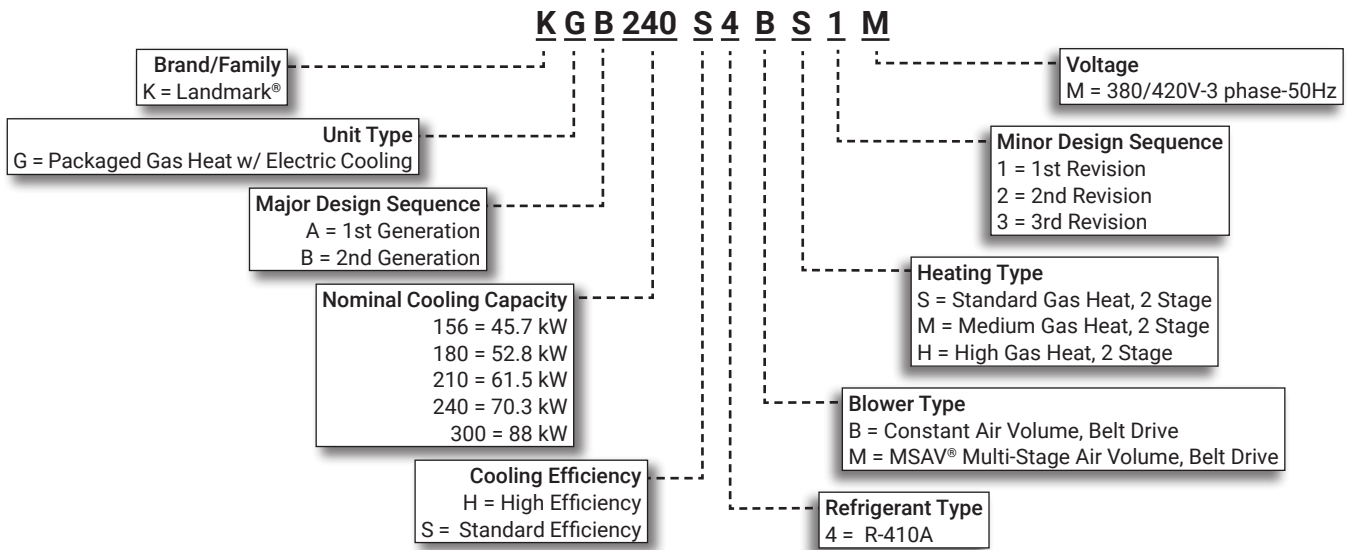 K G B 240 S 4 B S 1 M
Brand/Family
K = Landmark®
Unit Type
G = Packaged Gas Heat w/ Electric Cooling
Major Design Sequence
A = 1st Generation
B = 2nd Generation
Nominal Cooling Capacity
156 = 45.7 kW
180 = 52.8 kW
210 = 61.5 kW
240 = 70.3 kW
300 = 88 kW
Cooling Efficiency
H = High Efficiency
S = Standard Efficiency
Voltage
M = 380/420V-3 phase-50Hz
Minor Design Sequence
1 = 1st Revision
2 = 2nd Revision
3 = 3rd Revision
Heating Type
S = Standard Gas Heat, 2 Stage
M = Medium Gas Heat, 2 Stage
H = High Gas Heat, 2 Stage
Blower Type
B = Constant Air Volume, Belt Drive
M = MSAV® Multi-Stage Air Volume, Belt Drive
Refrigerant Type
4 = R-410A